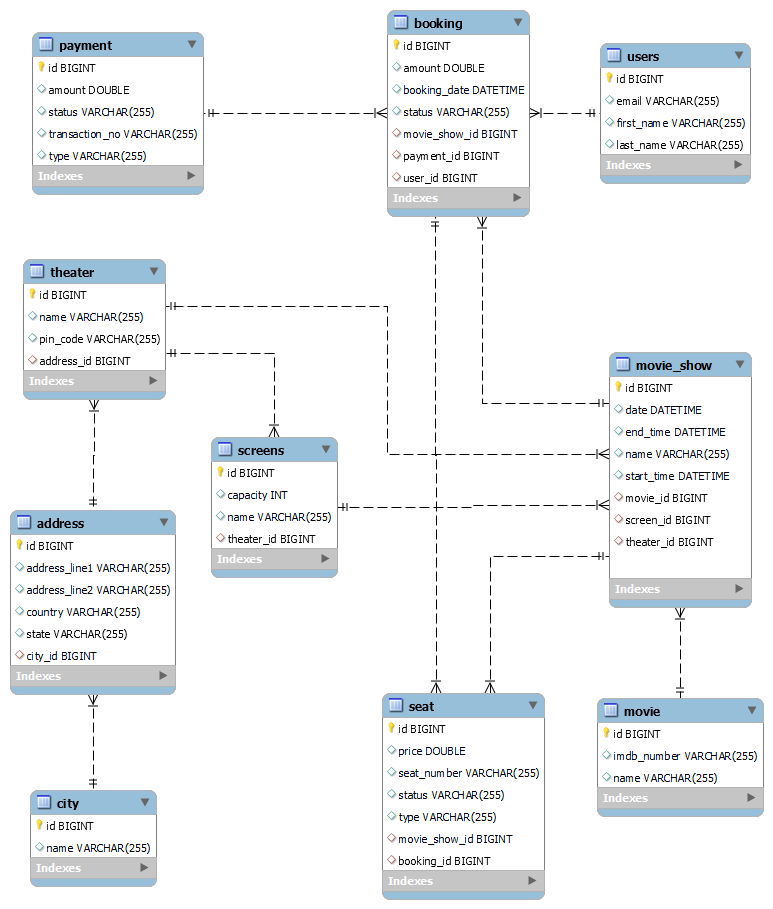 payment
id BIGINT
amount DOUBLE
status VARCHAR(255)
transaction_no VARCHAR(255)
type VARCHAR(255)
Indexes
booking
id BIGINT
amount DOUBLE
booking_date DATETIME
status VARCHAR(255)
movie_show_id BIGINT
payment_id BIGINT
user_id BIGINT
Indexes
users
id BIGINT
email VARCHAR(255)
first_name VARCHAR(255)
last_name VARCHAR(255)
Indexes
theater
id BIGINT
name VARCHAR(255)
pin_code VARCHAR(255)
address_id BIGINT
Indexes
movie_show
id BIGINT
date DATETIME
end_time DATETIME
name VARCHAR(255)
start_time DATETIME
movie_id BIGINT
screen_id BIGINT
theater_id BIGINT
Indexes
screens
id BIGINT
capacity INT
name VARCHAR(255)
theater_id BIGINT
Indexes
address
id BIGINT
address_line1 VARCHAR(255)
address_line2 VARCHAR(255)
country VARCHAR(255)
state VARCHAR(255)
city_id BIGINT
Indexes
seat
id BIGINT
price DOUBLE
seat_number VARCHAR(255)
status VARCHAR(255)
type VARCHAR(255)
movie_show_id BIGINT
booking_id BIGINT
Indexes
movie
id BIGINT
imdb_number VARCHAR(255)
name VARCHAR(255)
Indexes
city
id BIGINT
name VARCHAR(255)
Indexes